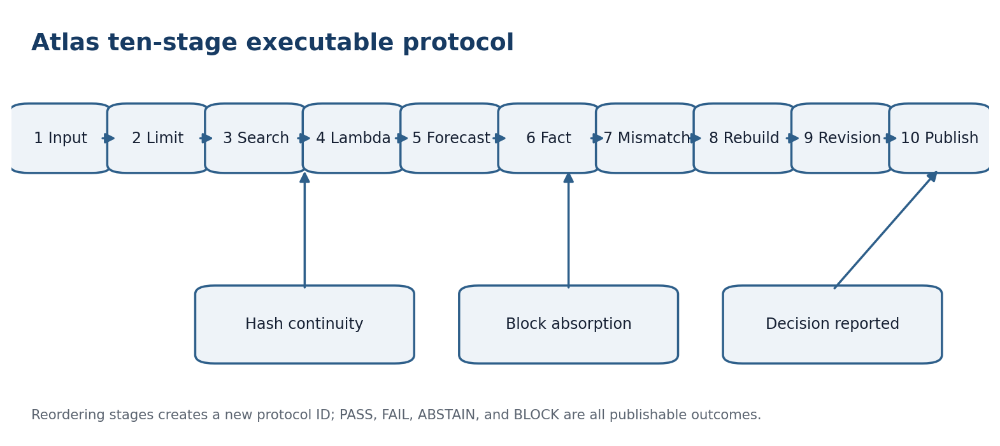 Atlas ten-stage executable protocol
1 Input
2 Limit
3 Search
4 Lambda
5 Forecast
6 Fact
7 Mismatch
8 Rebuild
9 Revision
10 Publish
Hash continuity
Block absorption
Decision reported
Reordering stages creates a new protocol ID; PASS, FAIL, ABSTAIN, and BLOCK are all publishable outcomes.